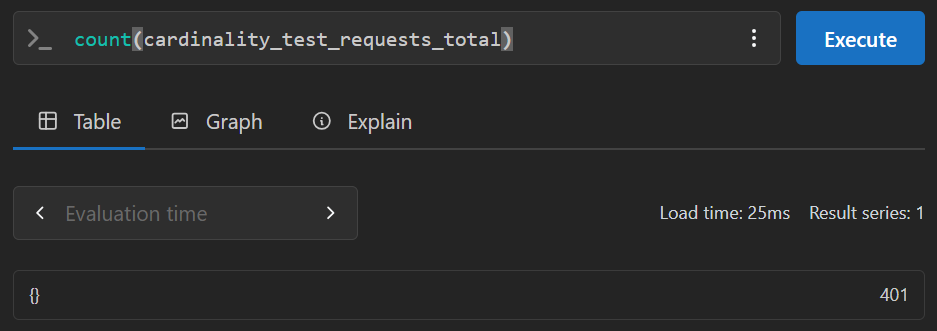 >_ count(cardinality_test_requests_total) Execute
Table Graph Explain
< Evaluation time > Load time: 25ms Result series: 1
{} 401